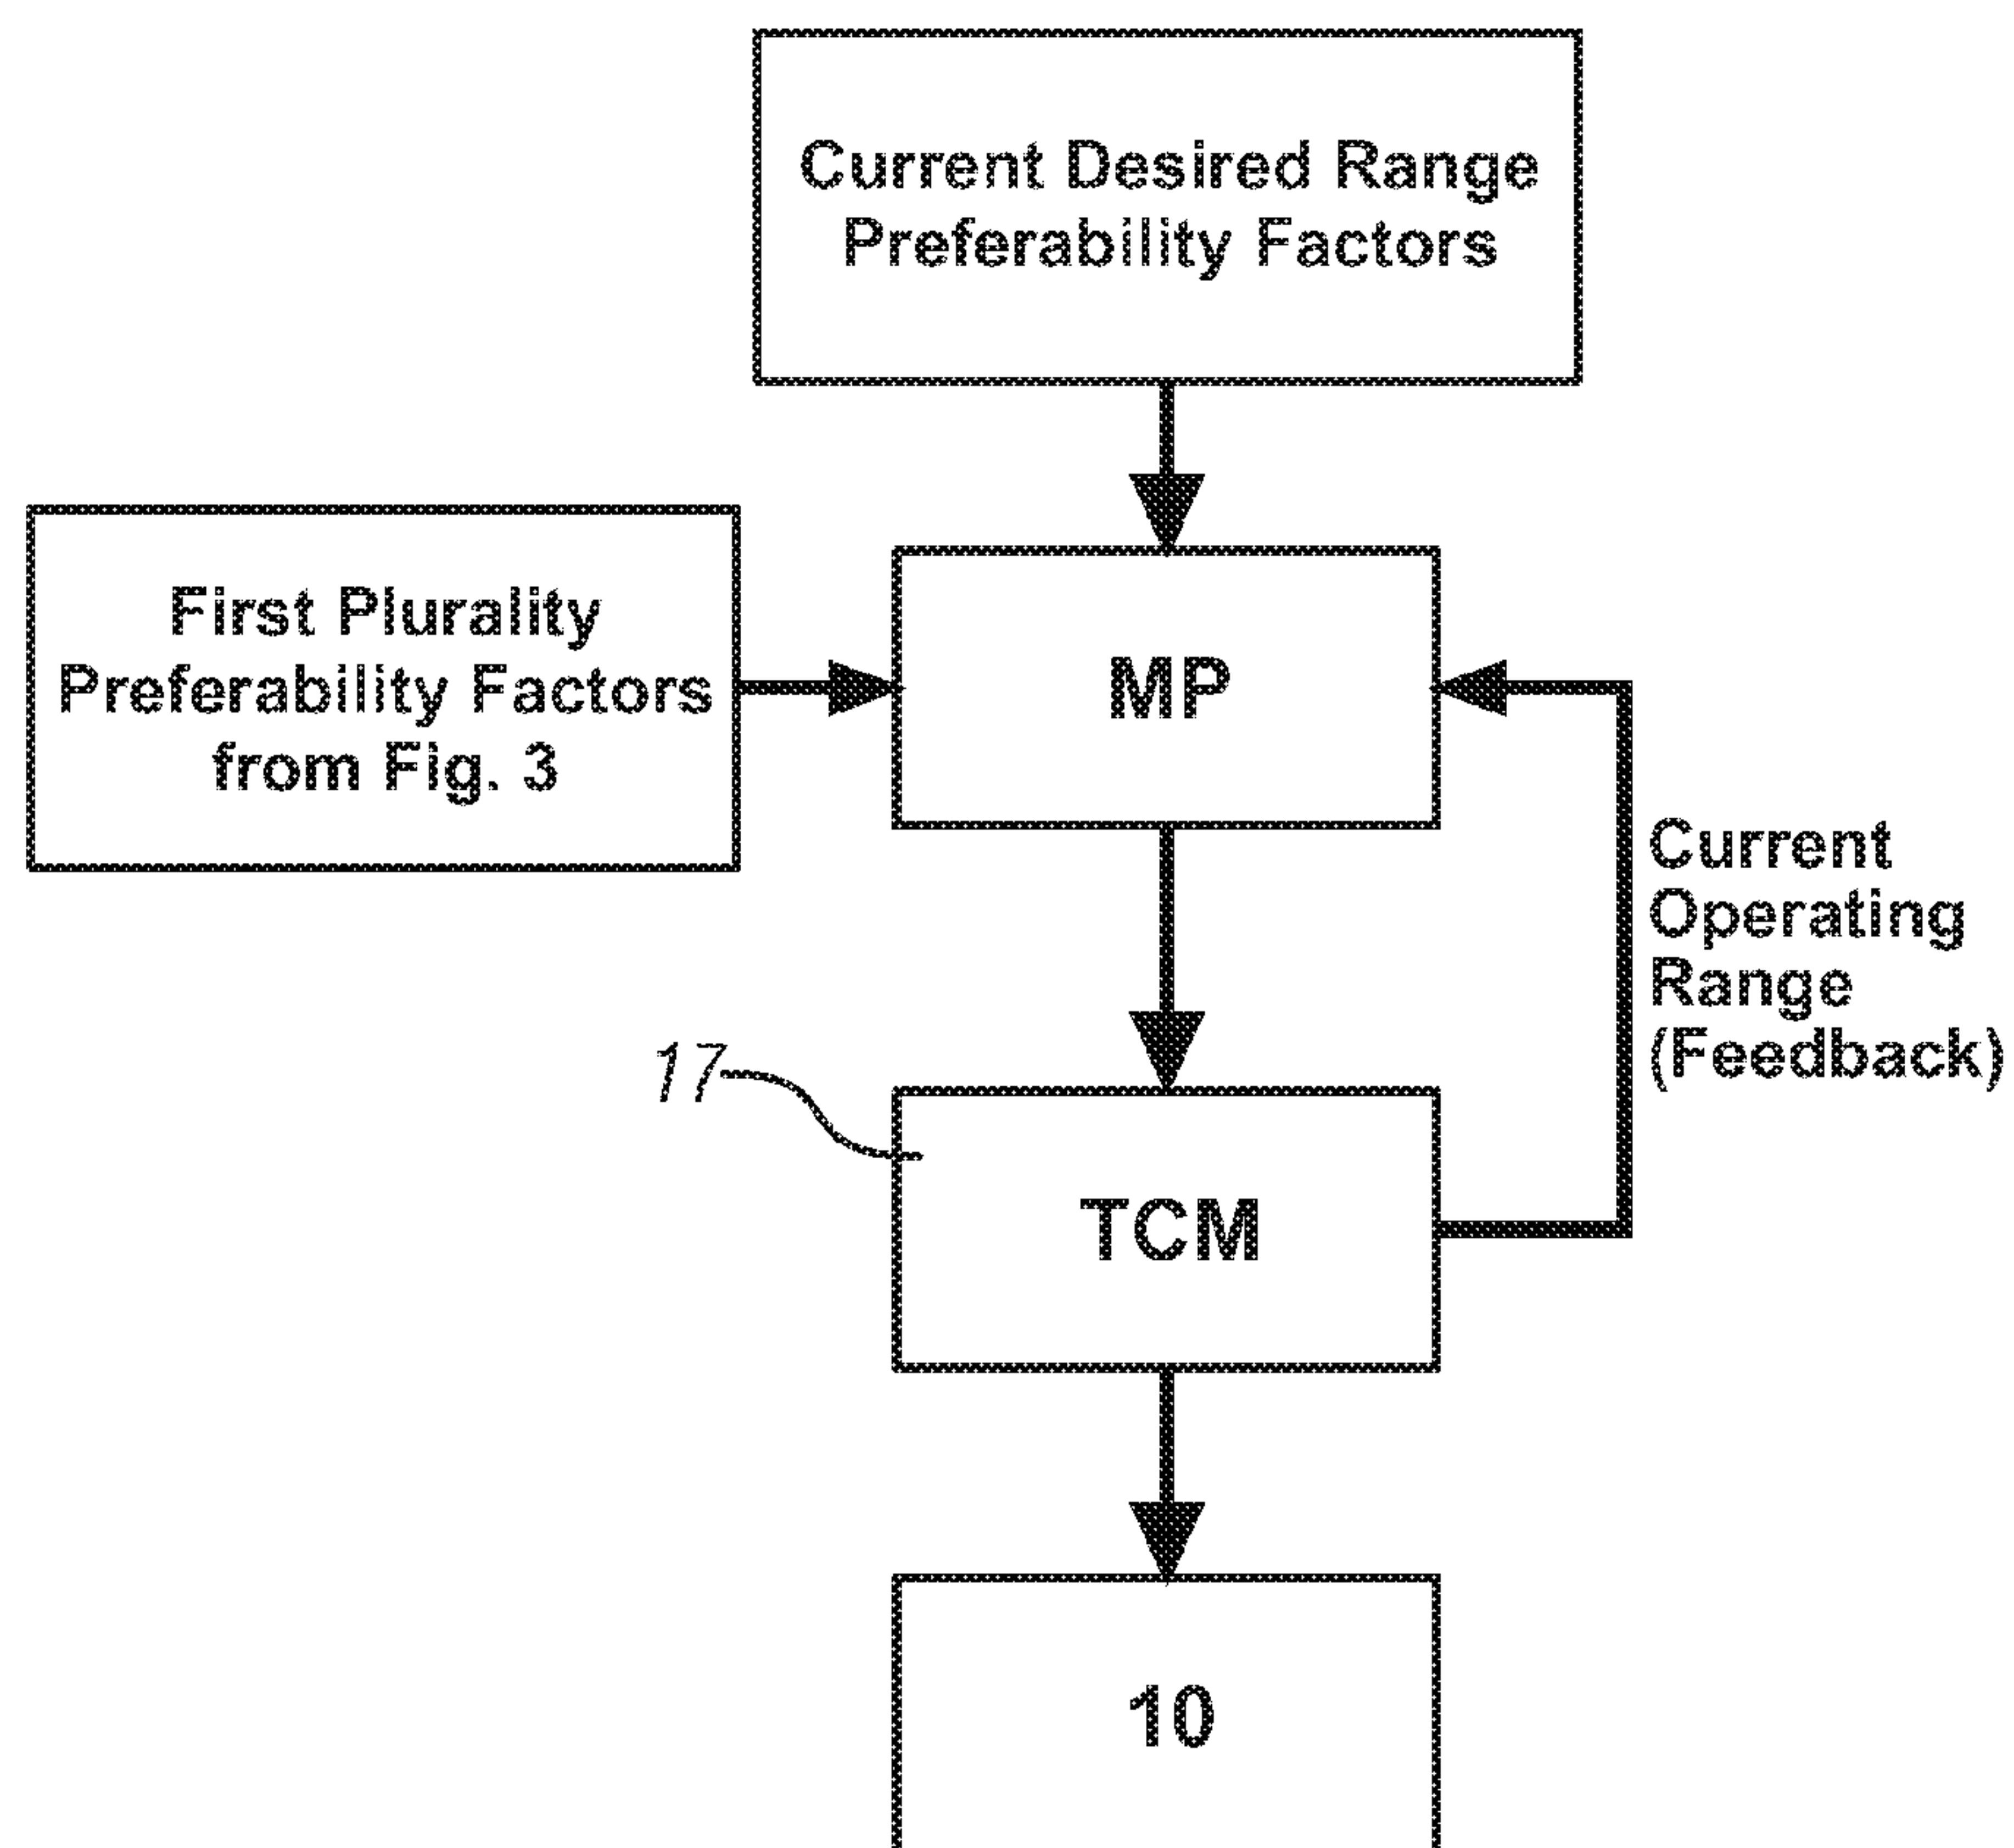 Current Desired Range
Preferability Factors
First Plurality
Preferability Factors
from Fig. 3
MP
Current
Operating
Range
(Feedback)
17
TCM
10